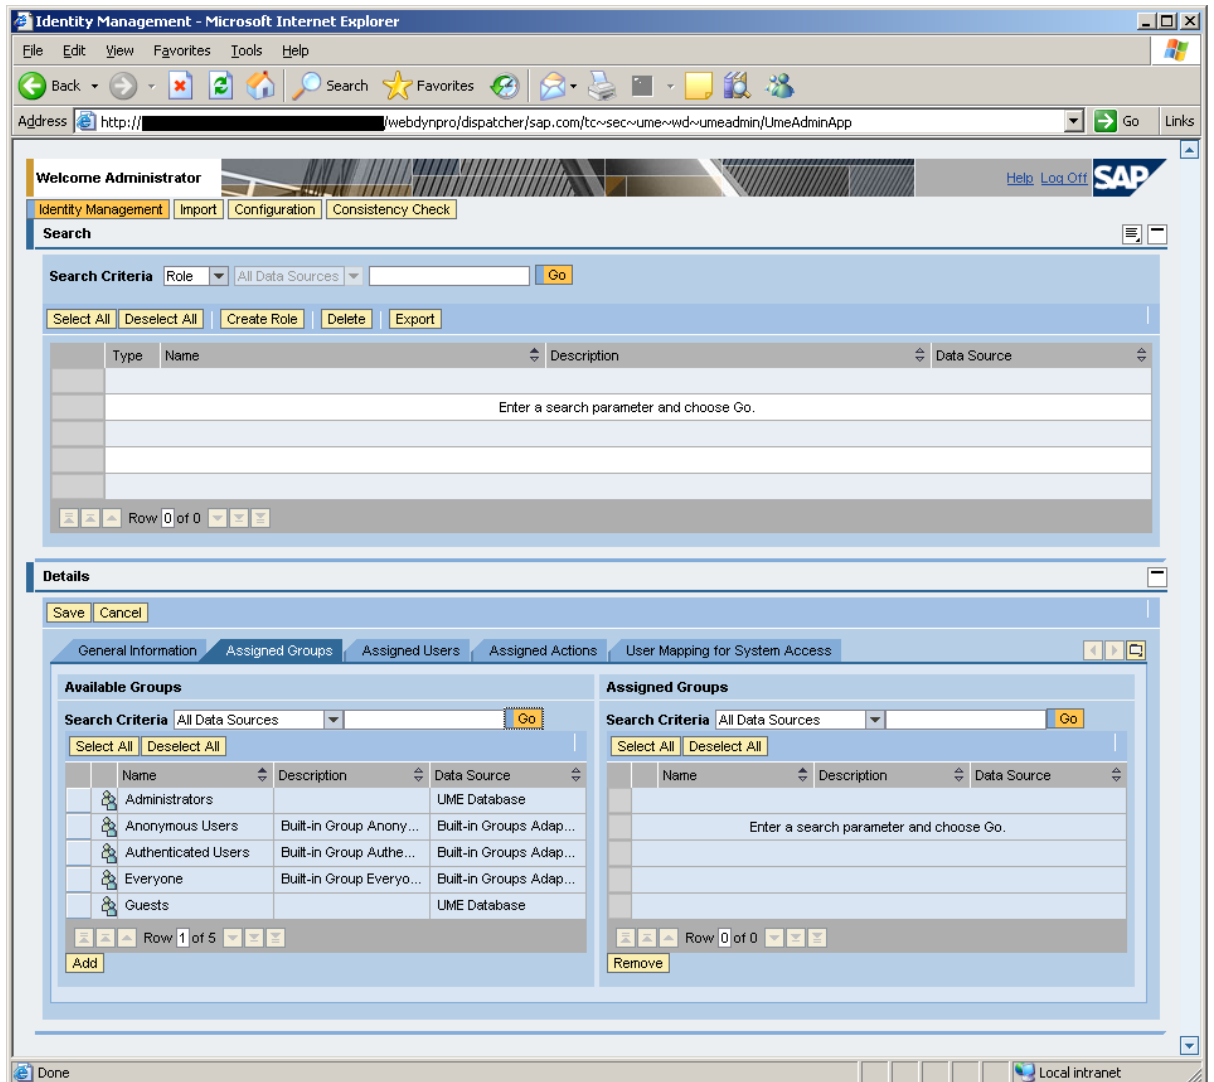 Identity Management - Microsoft Internet Explorer
File Edit View Favorites Tools Help
Back Search Favorites
Address http:// /webdynpro/dispatcher/sap.com/tc~sec~ume~wd~umeadmin/UmeAdminApp Go Links
Welcome Administrator Help Log Off SAP
Identity Management Import Configuration Consistency Check
Search
Search Criteria Role All Data Sources Go
Select All Deselect All Create Role Delete Export
Type Name Description Data Source
Enter a search parameter and choose Go.
Row 0 of 0
Details
Save Cancel
General Information Assigned Groups Assigned Users Assigned Actions User Mapping for System Access
Available Groups Assigned Groups
Search Criteria All Data Sources Go Search Criteria All Data Sources Go
Select All Deselect All Select All Deselect All
Name Description Data Source Name Description Data Source
Administrators UME Database
Anonymous Users Built-in Group Anony... Built-in Groups Adap... Enter a search parameter and choose Go.
Authenticated Users Built-in Group Authe... Built-in Groups Adap...
Everyone Built-in Group Everyo... Built-in Groups Adap...
Guests UME Database
Row 1 of 5 Row 0 of 0
Add Remove
Done Local intranet